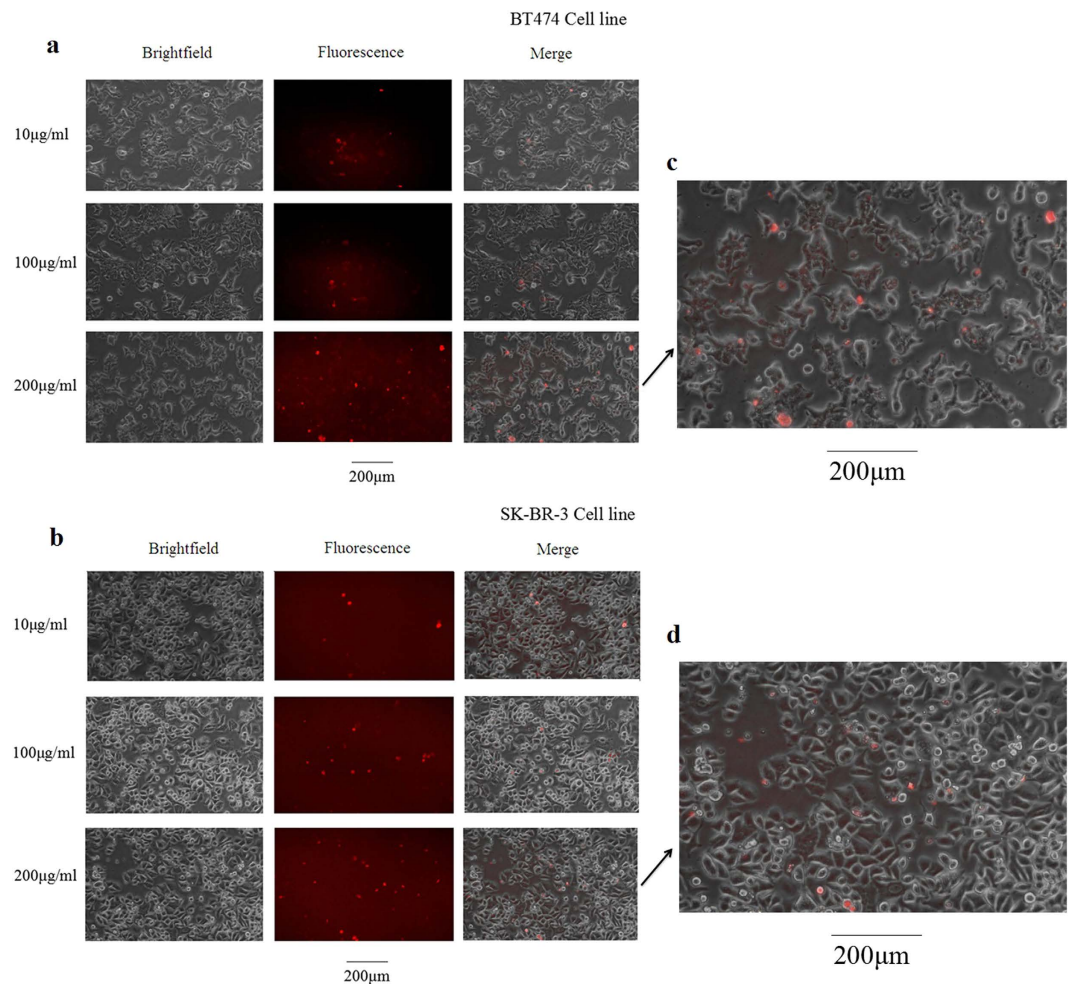 BT474 Cell line
a
Brightfield Fluorescence Merge
10µg/ml
c
100µg/ml
200µg/ml
200µm
200µm
SK-BR-3 Cell line
b
Brightfield Fluorescence Merge
10µg/ml
d
100µg/ml
200µg/ml
200µm
200µm